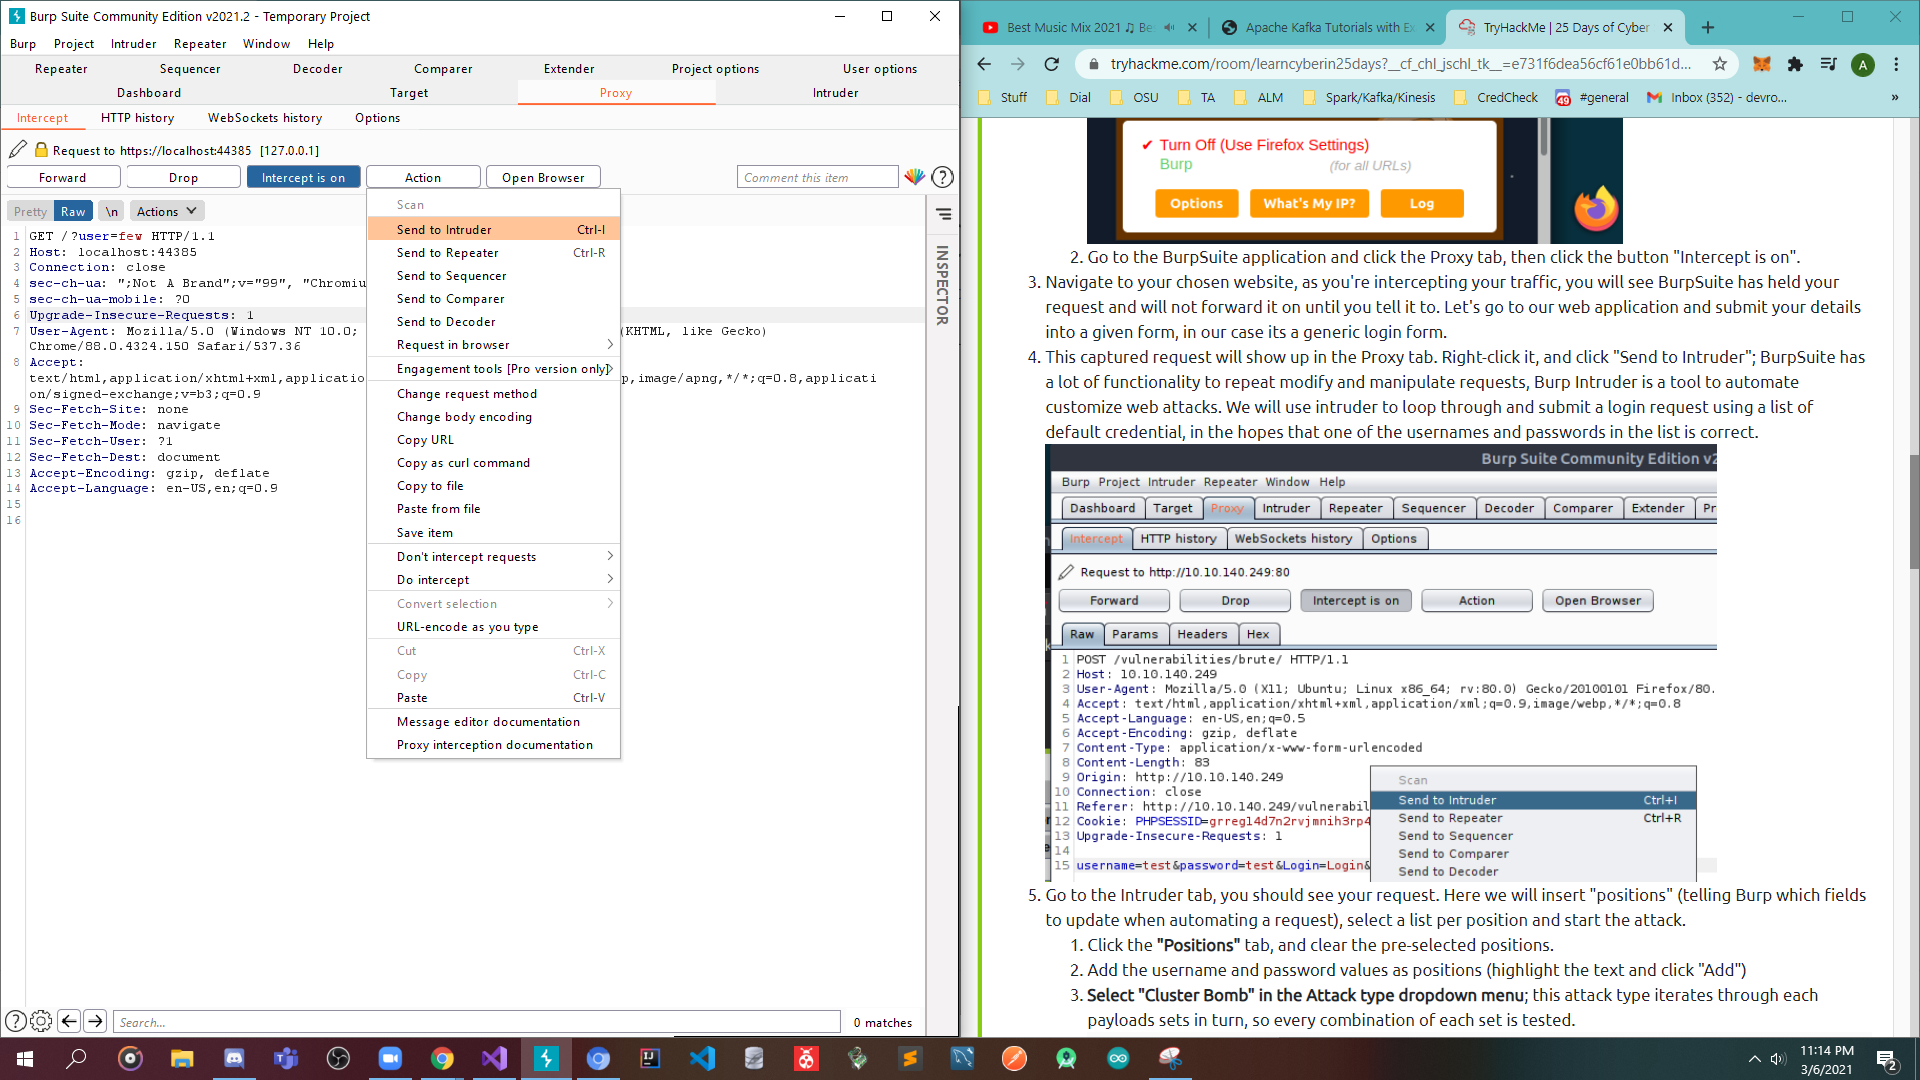 Burp Suite Community Edition v2021.2 - Temporary Project
Burp Project Intruder Repeater Window Help
Repeater Sequencer Decoder Comparer Extender Project options User options
Dashboard Target Proxy Intruder
Intercept HTTP history WebSockets history Options
Request to https://localhost:44385 [127.0.0.1]
Forward Drop Intercept is on Action Open Browser Comment this item ?
Pretty Raw \n Actions
INSPECTOR
1 GET /?user=few HTTP/1.1
2 Host: localhost:44385
3 Connection: close
4 sec-ch-ua: ";Not A Brand";v="99", "Chromiu
5 sec-ch-ua-mobile: ?0
6 Upgrade-Insecure-Requests: 1
7 User-Agent: Mozilla/5.0 (Windows NT 10.0; (KHTML, like Gecko)
Chrome/88.0.4324.150 Safari/537.36
8 Accept:
text/html,application/xhtml+xml,applicatio p,image/apng,*/*;q=0.8,applicati
on/signed-exchange;v=b3;q=0.9
9 Sec-Fetch-Site: none
10 Sec-Fetch-Mode: navigate
11 Sec-Fetch-User: ?1
12 Sec-Fetch-Dest: document
13 Accept-Encoding: gzip, deflate
14 Accept-Language: en-US,en;q=0.9
15
16
Scan
Send to Intruder Ctrl-I
Send to Repeater Ctrl-R
Send to Sequencer
Send to Comparer
Send to Decoder
Request in browser
Engagement tools [Pro version only]
Change request method
Change body encoding
Copy URL
Copy as curl command
Copy to file
Paste from file
Save item
Don't intercept requests
Do intercept
Convert selection
URL-encode as you type
Cut Ctrl-X
Copy Ctrl-C
Paste Ctrl-V
Message editor documentation
Proxy interception documentation
? Search... 0 matches
Best Music Mix 2021 ♫ Be Apache Kafka Tutorials with Ex TryHackMe | 25 Days of Cyber
tryhackme.com/room/learncyberin25days?__cf_chl_jschl_tk__=e731f6dea56cf61e0bb61d... A
Stuff Dial OSU TA ALM Spark/Kafka/Kinesis CredCheck 49 #general Inbox (352) - devro... »
✔ Turn Off (Use Firefox Settings)
Burp (for all URLs)
Options What's My IP? Log
2. Go to the BurpSuite application and click the Proxy tab, then click the button "Intercept is on".
3. Navigate to your chosen website, as you're intercepting your traffic, you will see BurpSuite has held your
request and will not forward it on until you tell it to. Let's go to our web application and submit your details
into a given form, in our case its a generic login form.
4. This captured request will show up in the Proxy tab. Right-click it, and click "Send to Intruder"; BurpSuite has
a lot of functionality to repeat modify and manipulate requests, Burp Intruder is a tool to automate
customize web attacks. We will use intruder to loop through and submit a login request using a list of
default credential, in the hopes that one of the usernames and passwords in the list is correct.
Burp Suite Community Edition v2
Burp Project Intruder Repeater Window Help
Dashboard Target Proxy Intruder Repeater Sequencer Decoder Comparer Extender Pr
Intercept HTTP history WebSockets history Options
Request to http://10.10.140.249:80
Forward Drop Intercept is on Action Open Browser
Raw Params Headers Hex
1 POST /vulnerabilities/brute/ HTTP/1.1
2 Host: 10.10.140.249
3 User-Agent: Mozilla/5.0 (X11; Ubuntu; Linux x86_64; rv:80.0) Gecko/20100101 Firefox/80.
4 Accept: text/html,application/xhtml+xml,application/xml;q=0.9,image/webp,*/*;q=0.8
5 Accept-Language: en-US,en;q=0.5
6 Accept-Encoding: gzip, deflate
7 Content-Type: application/x-www-form-urlencoded
8 Content-Length: 83
9 Origin: http://10.10.140.249
10 Connection: close
11 Referer: http://10.10.140.249/vulnerabil
12 Cookie: PHPSESSID=grreg14d7n2rvjmnih3rp4
13 Upgrade-Insecure-Requests: 1
14
15 username=test&password=test&Login=Login&
Scan
Send to Intruder Ctrl+I
Send to Repeater Ctrl+R
Send to Sequencer
Send to Comparer
Send to Decoder
5. Go to the Intruder tab, you should see your request. Here we will insert "positions" (telling Burp which fields
to update when automating a request), select a list per position and start the attack.
1. Click the "Positions" tab, and clear the pre-selected positions.
2. Add the username and password values as positions (highlight the text and click "Add")
3. Select "Cluster Bomb" in the Attack type dropdown menu; this attack type iterates through each
payloads sets in turn, so every combination of each set is tested.
11:14 PM
3/6/2021
2